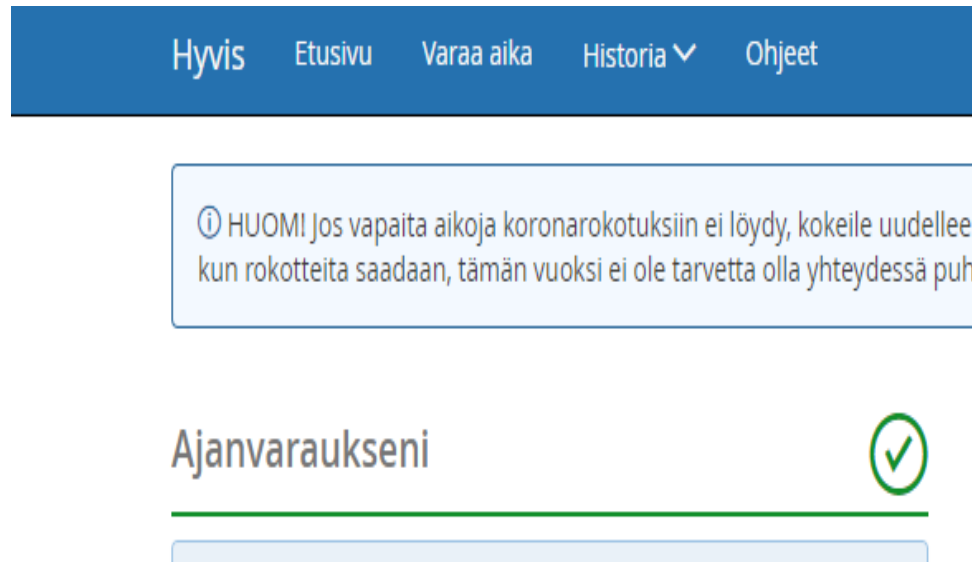 Hyvis Etusivu Varaa aika Historia Ohjeet
HUOM! Jos vapaita aikoja koronarokotuksiin ei löydy, kokeile uudellee
kun rokotteita saadaan, tämän vuoksi ei ole tarvetta olla yhteydessä puh
Ajanvaraukseni